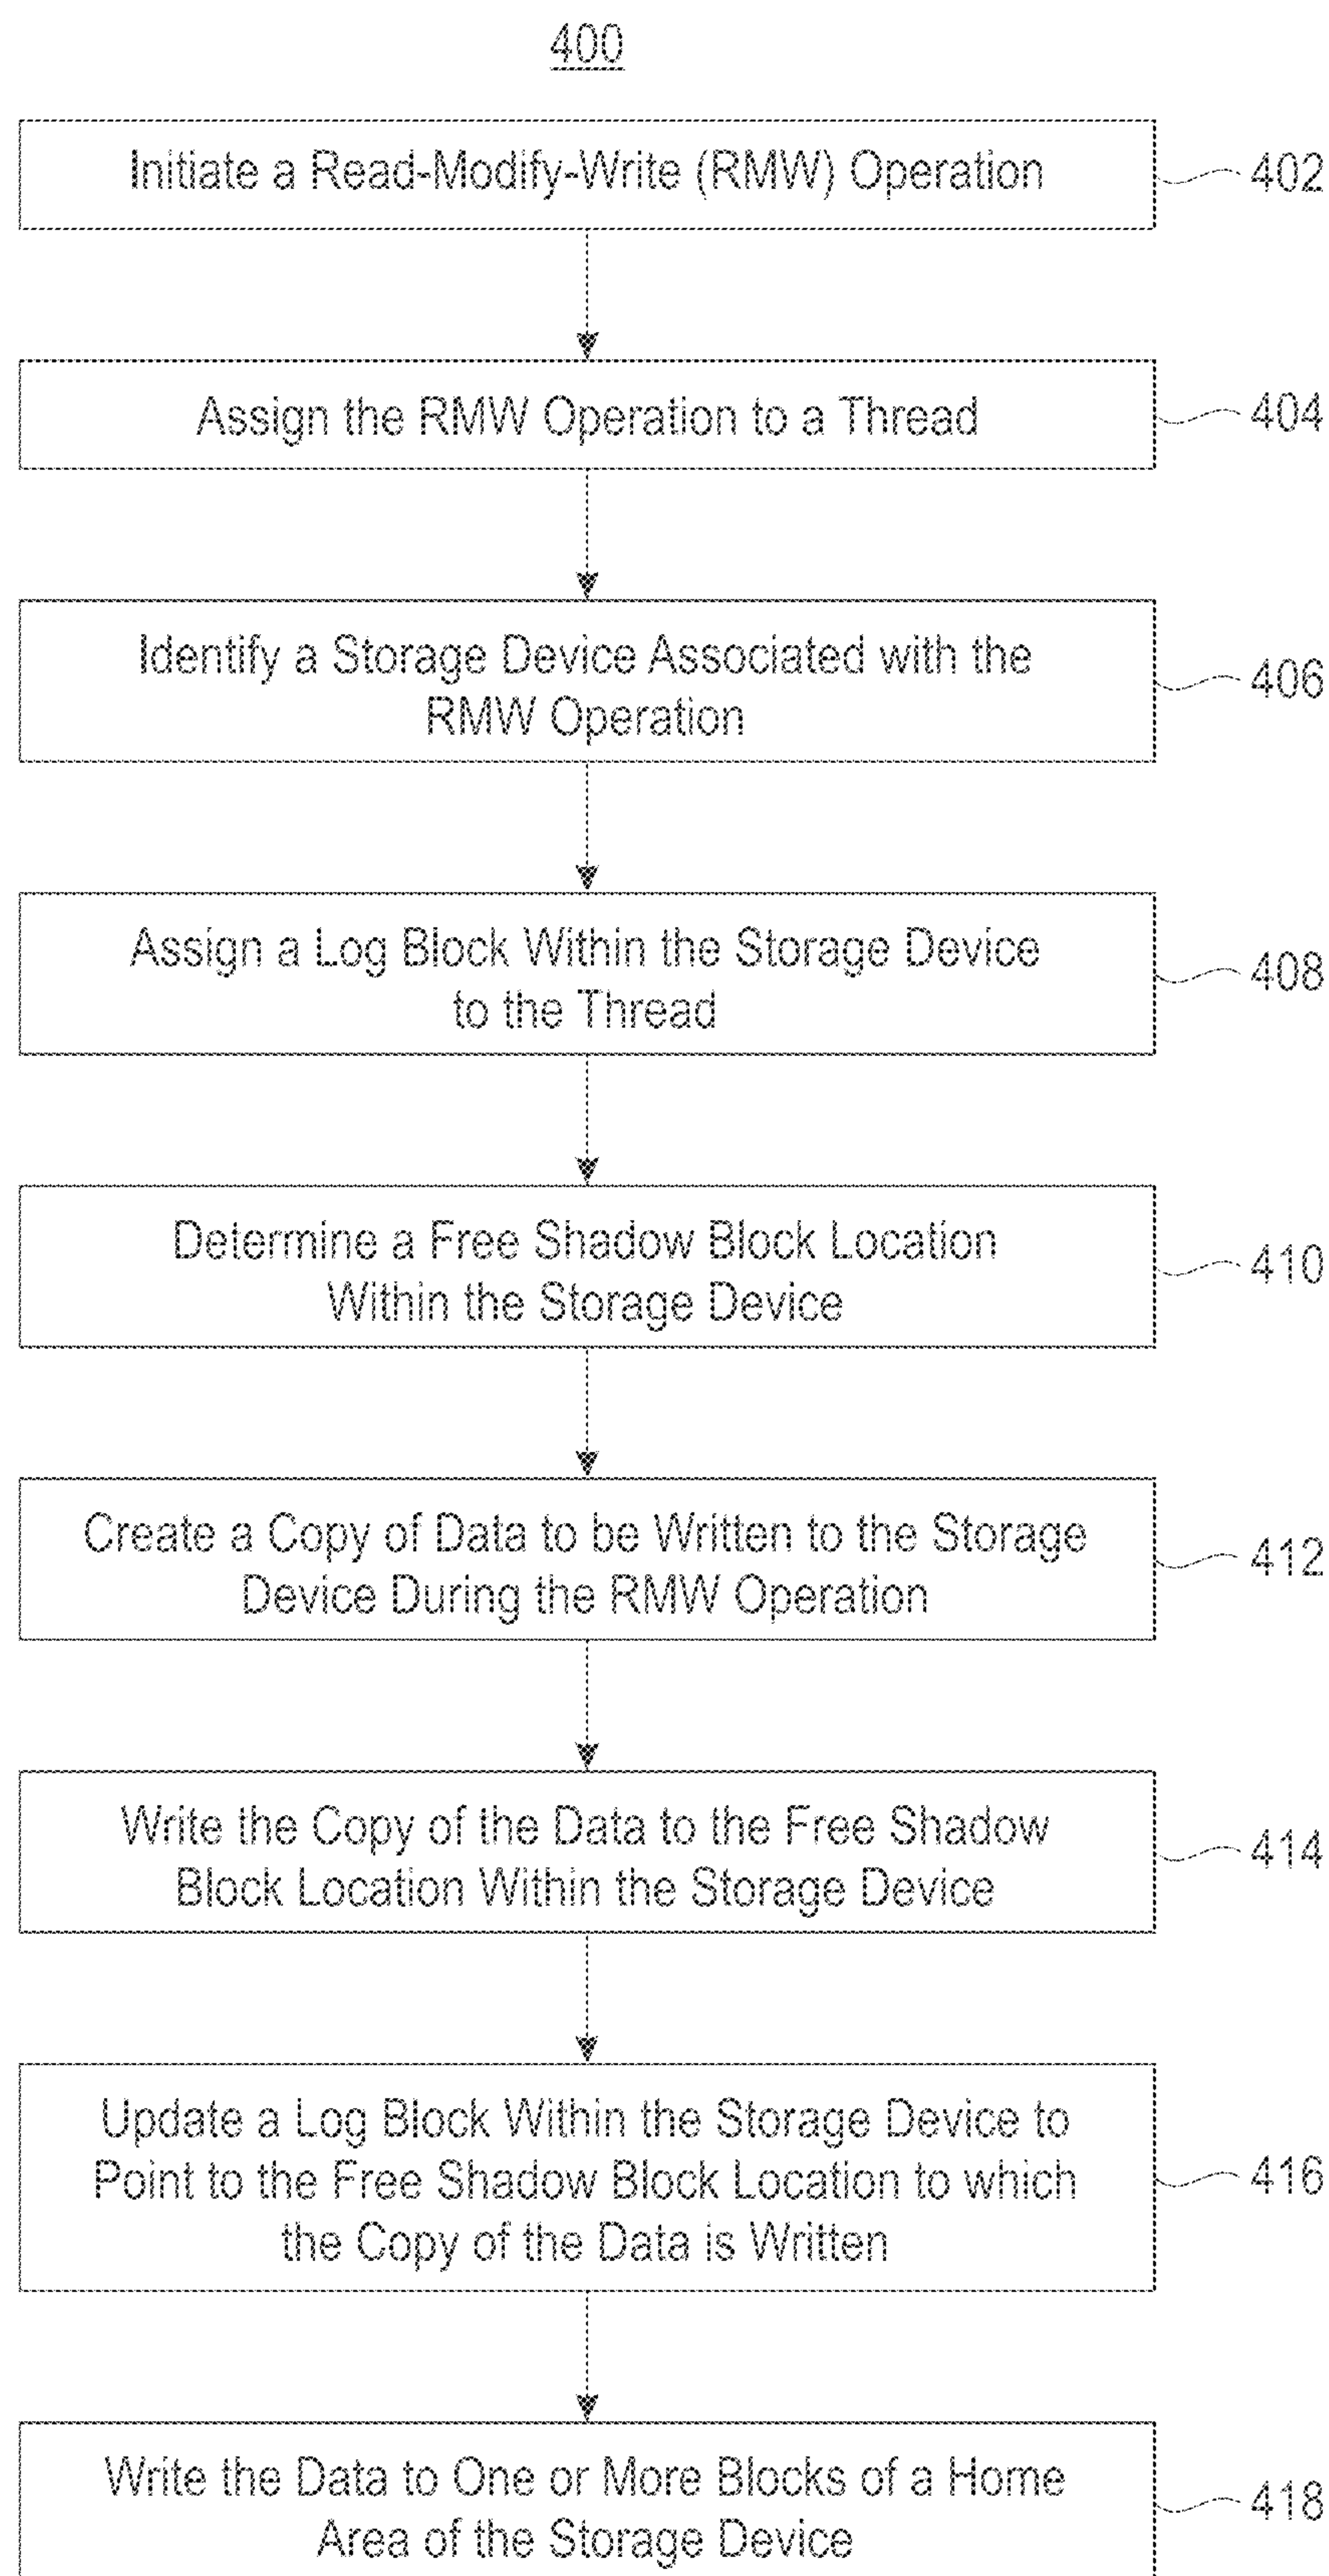 400
Initiate a Read-Modify-Write (RMW) Operation
402
Assign the RMW Operation to a Thread
404
Identify a Storage Device Associated with the
RMW Operation
406
Assign a Log Block Within the Storage Device
to the Thread
408
Determine a Free Shadow Block Location
Within the Storage Device
410
Create a Copy of Data to be Written to the Storage
Device During the RMW Operation
412
Write the Copy of the Data to the Free Shadow
Block Location Within the Storage Device
414
Update a Log Block Within the Storage Device to
Point to the Free Shadow Block Location to which
the Copy of the Data is Written
416
Write the Data to One or More Blocks of a Home
Area of the Storage Device
418